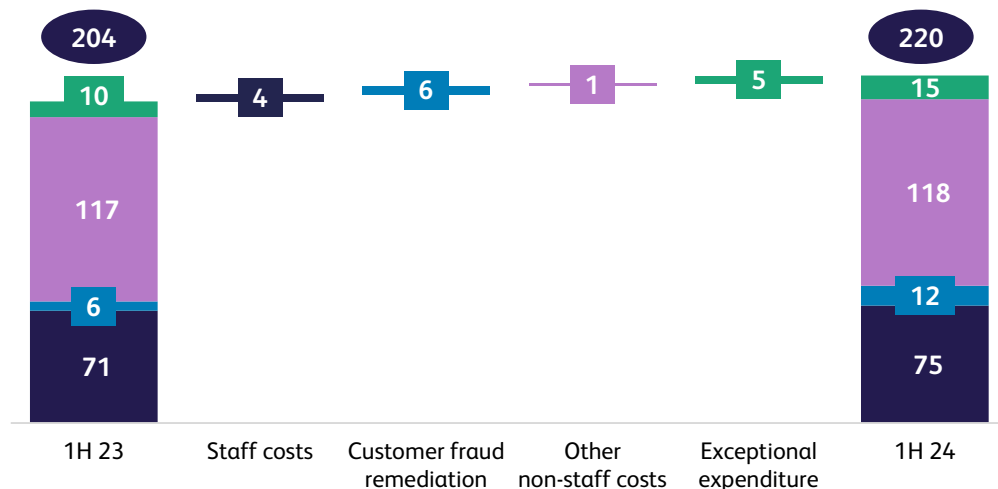 204
220
10
4
6
1
5
15
117
118
6
12
71
75
1H 23
Staff costs
Customer fraud
remediation
Other
non-staff costs
Exceptional
expenditure
1H 24